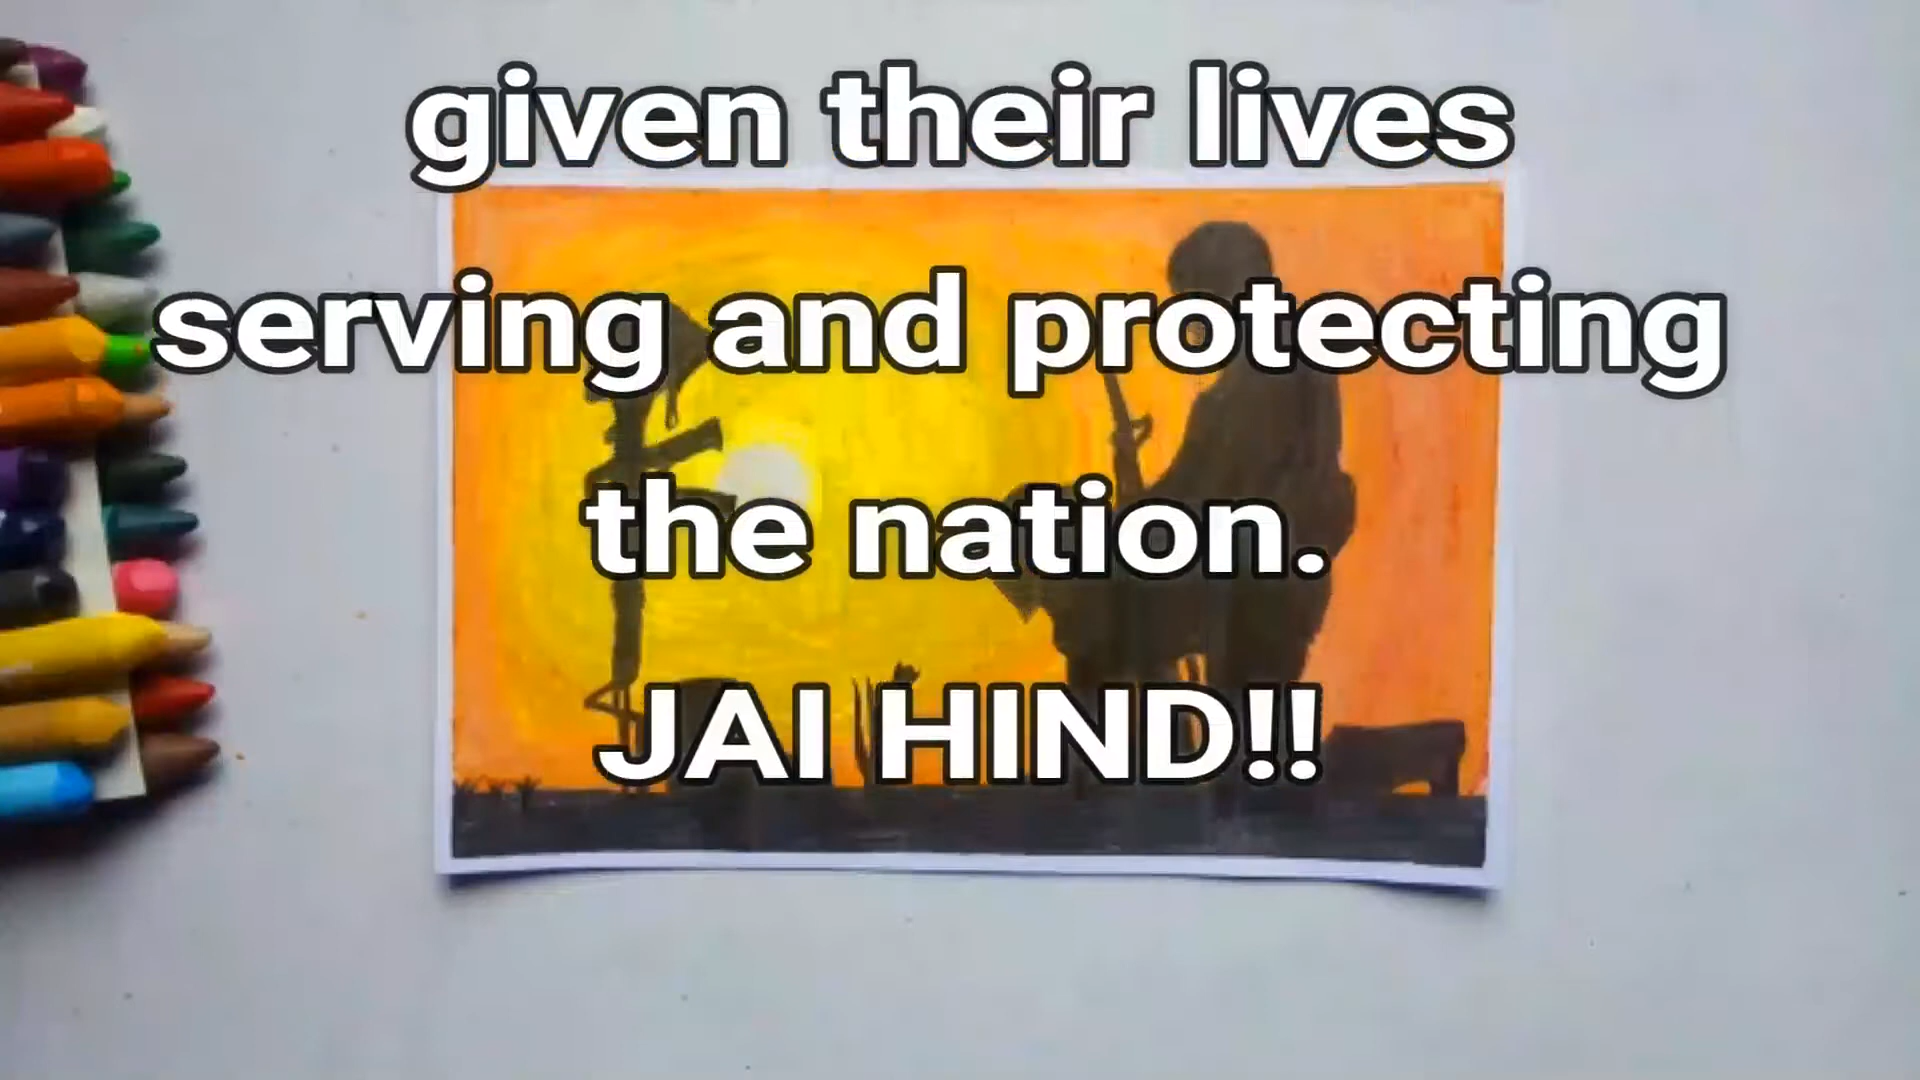 given their lives
serving and protecting
the nation.
JAI HIND!!